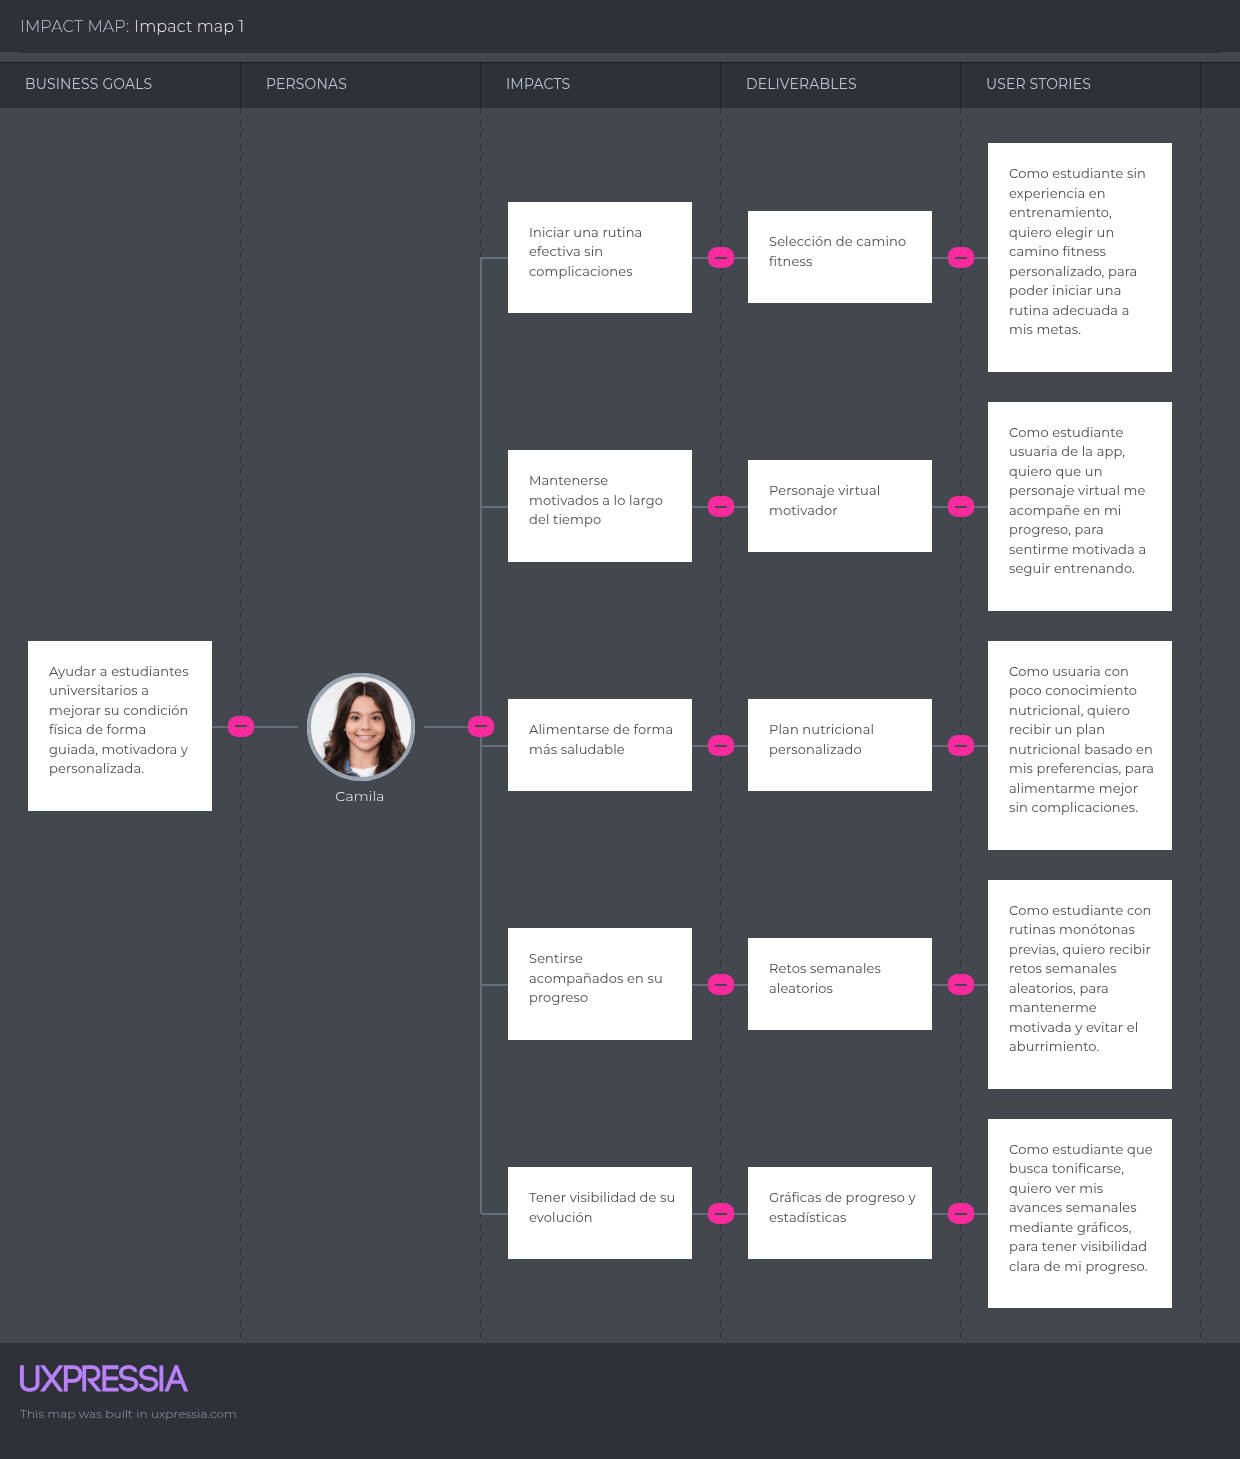 IMPACT MAP: Impact map 1
BUSINESS GOALS
PERSONAS
IMPACTS
DELIVERABLES
USER STORIES
Ayudar a estudiantes
universitarios a
mejorar su condición
física de forma
guiada, motivadora y
personalizada.
Camila
Iniciar una rutina
efectiva sin
complicaciones
Selección de camino
fitness
Como estudiante sin
experiencia en
entrenamiento,
quiero elegir un
camino fitness
personalizado, para
poder iniciar una
rutina adecuada a
mis metas.
Mantenerse
motivados a lo largo
del tiempo
Personaje virtual
motivador
Como estudiante
usuaria de la app,
quiero que un
personaje virtual me
acompañe en mi
progreso, para
sentirme motivada a
seguir entrenando.
Alimentarse de forma
más saludable
Plan nutricional
personalizado
Como usuaria con
poco conocimiento
nutricional, quiero
recibir un plan
nutricional basado en
mis preferencias, para
alimentarme mejor
sin complicaciones.
Sentirse
acompañados en su
progreso
Retos semanales
aleatorios
Como estudiante con
rutinas monótonas
previas, quiero recibir
retos semanales
aleatorios, para
mantenerme
motivada y evitar el
aburrimiento.
Tener visibilidad de su
evolución
Gráficas de progreso y
estadísticas
Como estudiante que
busca tonificarse,
quiero ver mis
avances semanales
mediante gráficos,
para tener visibilidad
clara de mi progreso.
UXPRESSIA
This map was built in uxpressia.com